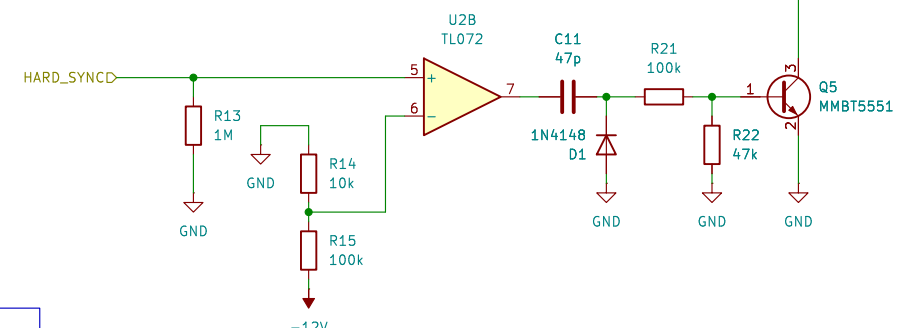 U2B
TL072
C11
47p
R21
100k
HARD_SYNC
5
+
7
6
−
1
3
2
Q5
MMBT5551
R13
1M
1N4148
D1
R22
47k
R14
10k
GND
GND
GND
GND
GND
R15
100k
-12V